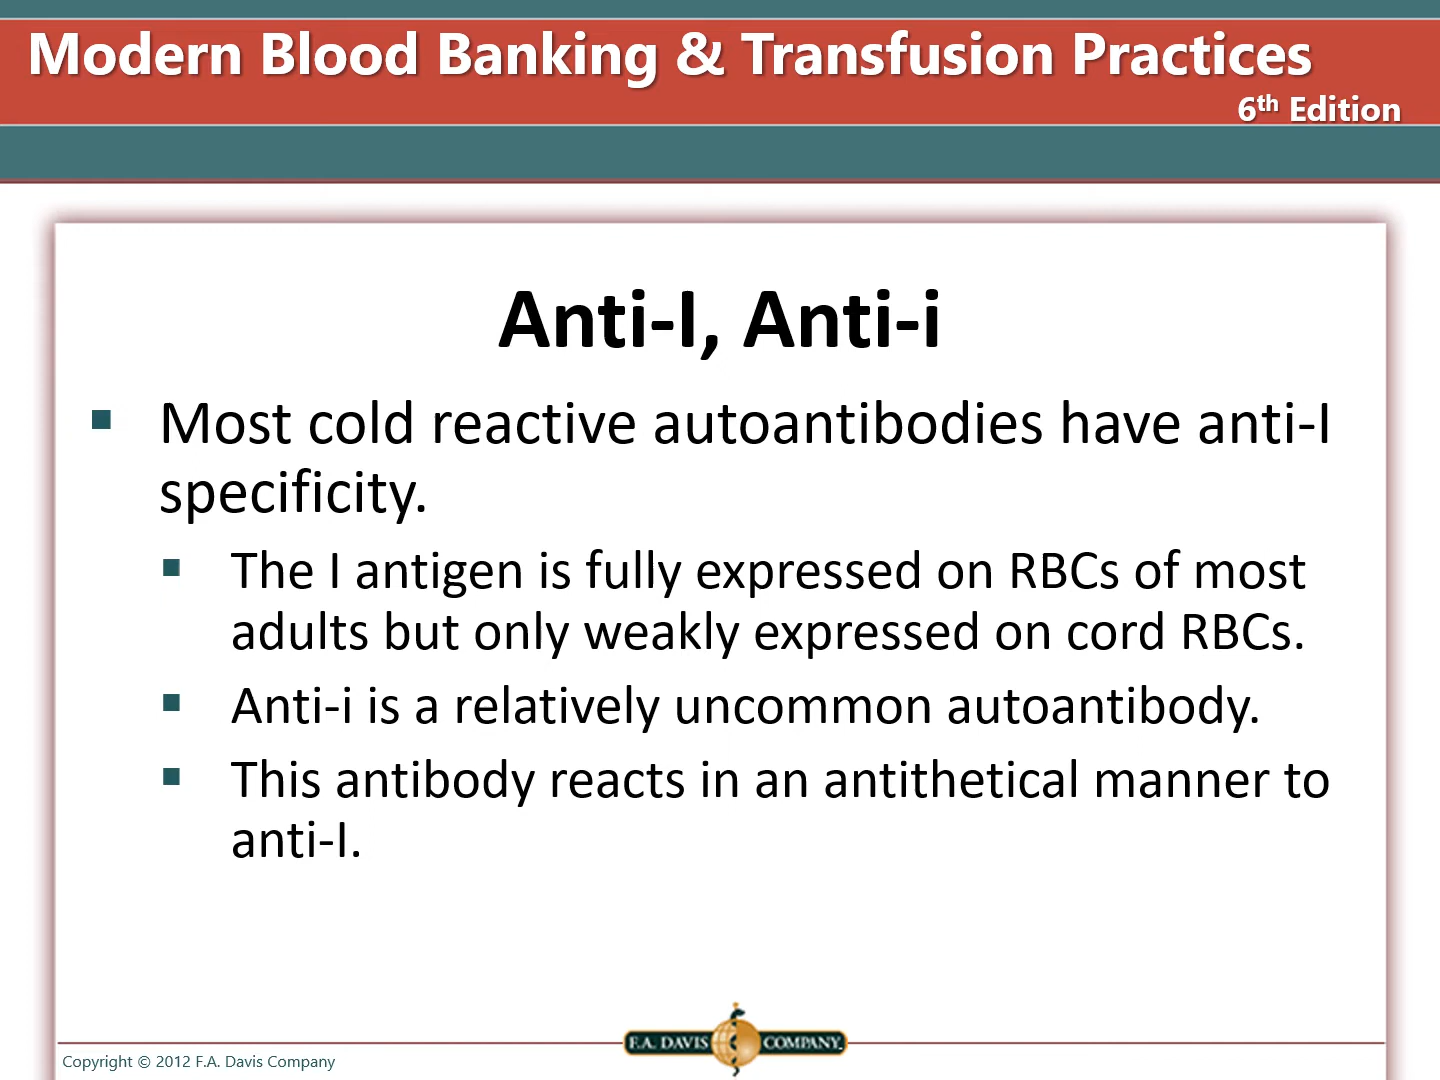 Modern Blood Banking & Transfusion Practices
6th Edition
Anti-I, Anti-i
▪ Most cold reactive autoantibodies have anti-I
specificity.
▪ The I antigen is fully expressed on RBCs of most
adults but only weakly expressed on cord RBCs.
▪ Anti-i is a relatively uncommon autoantibody.
▪ This antibody reacts in an antithetical manner to
anti-I.
F.A. DAVIS COMPANY
Copyright © 2012 F.A. Davis Company